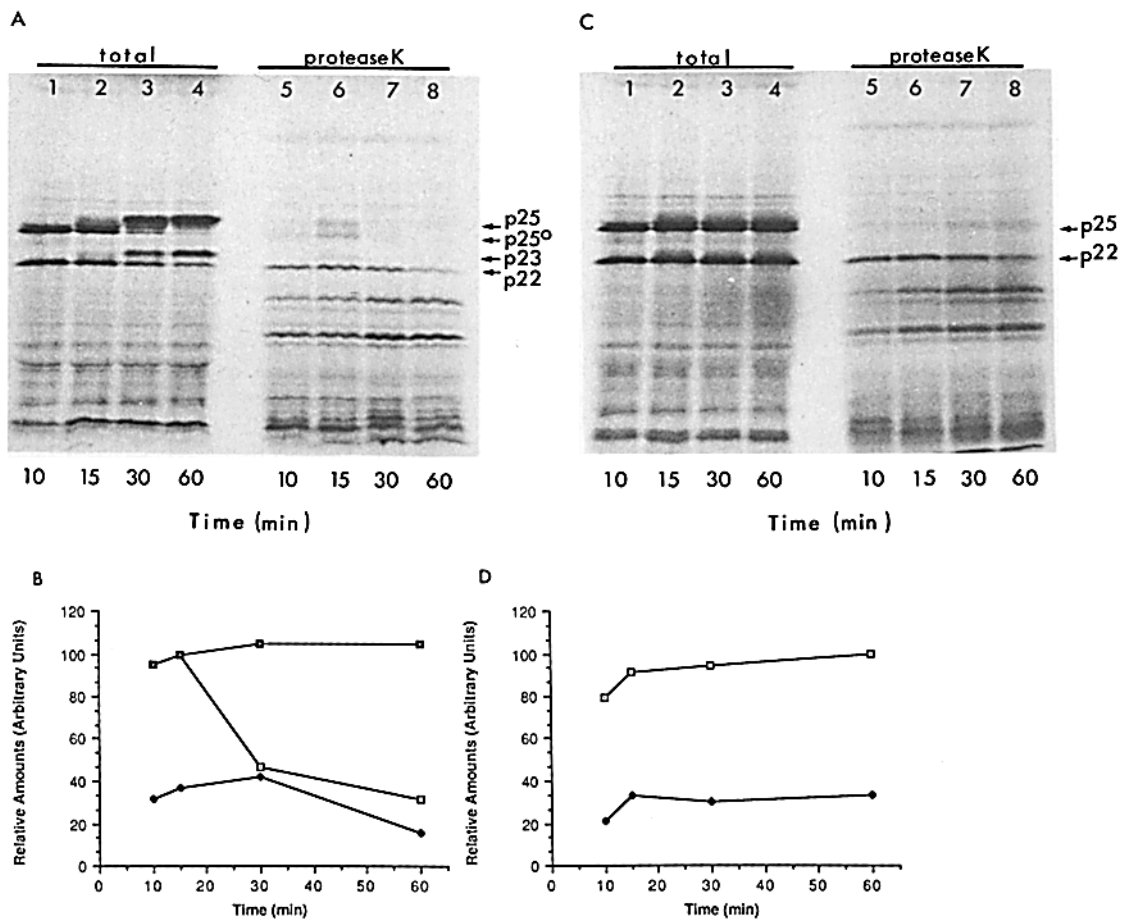 A
total
proteaseK
1 2 3 4 5 6 7 8
p25
p25°
p23
p22
10 15 30 60 10 15 30 60
Time (min)
C
total
proteaseK
1 2 3 4 5 6 7 8
p25
p22
10 15 30 60 10 15 30 60
Time (min)
B
Relative Amounts (Arbitrary Units)
120
100
80
60
40
20
0
0 10 20 30 40 50 60
Time (min)
D
Relative Amounts (Arbitrary Units)
120
100
80
60
40
20
0
0 10 20 30 40 50 60
Time (min)